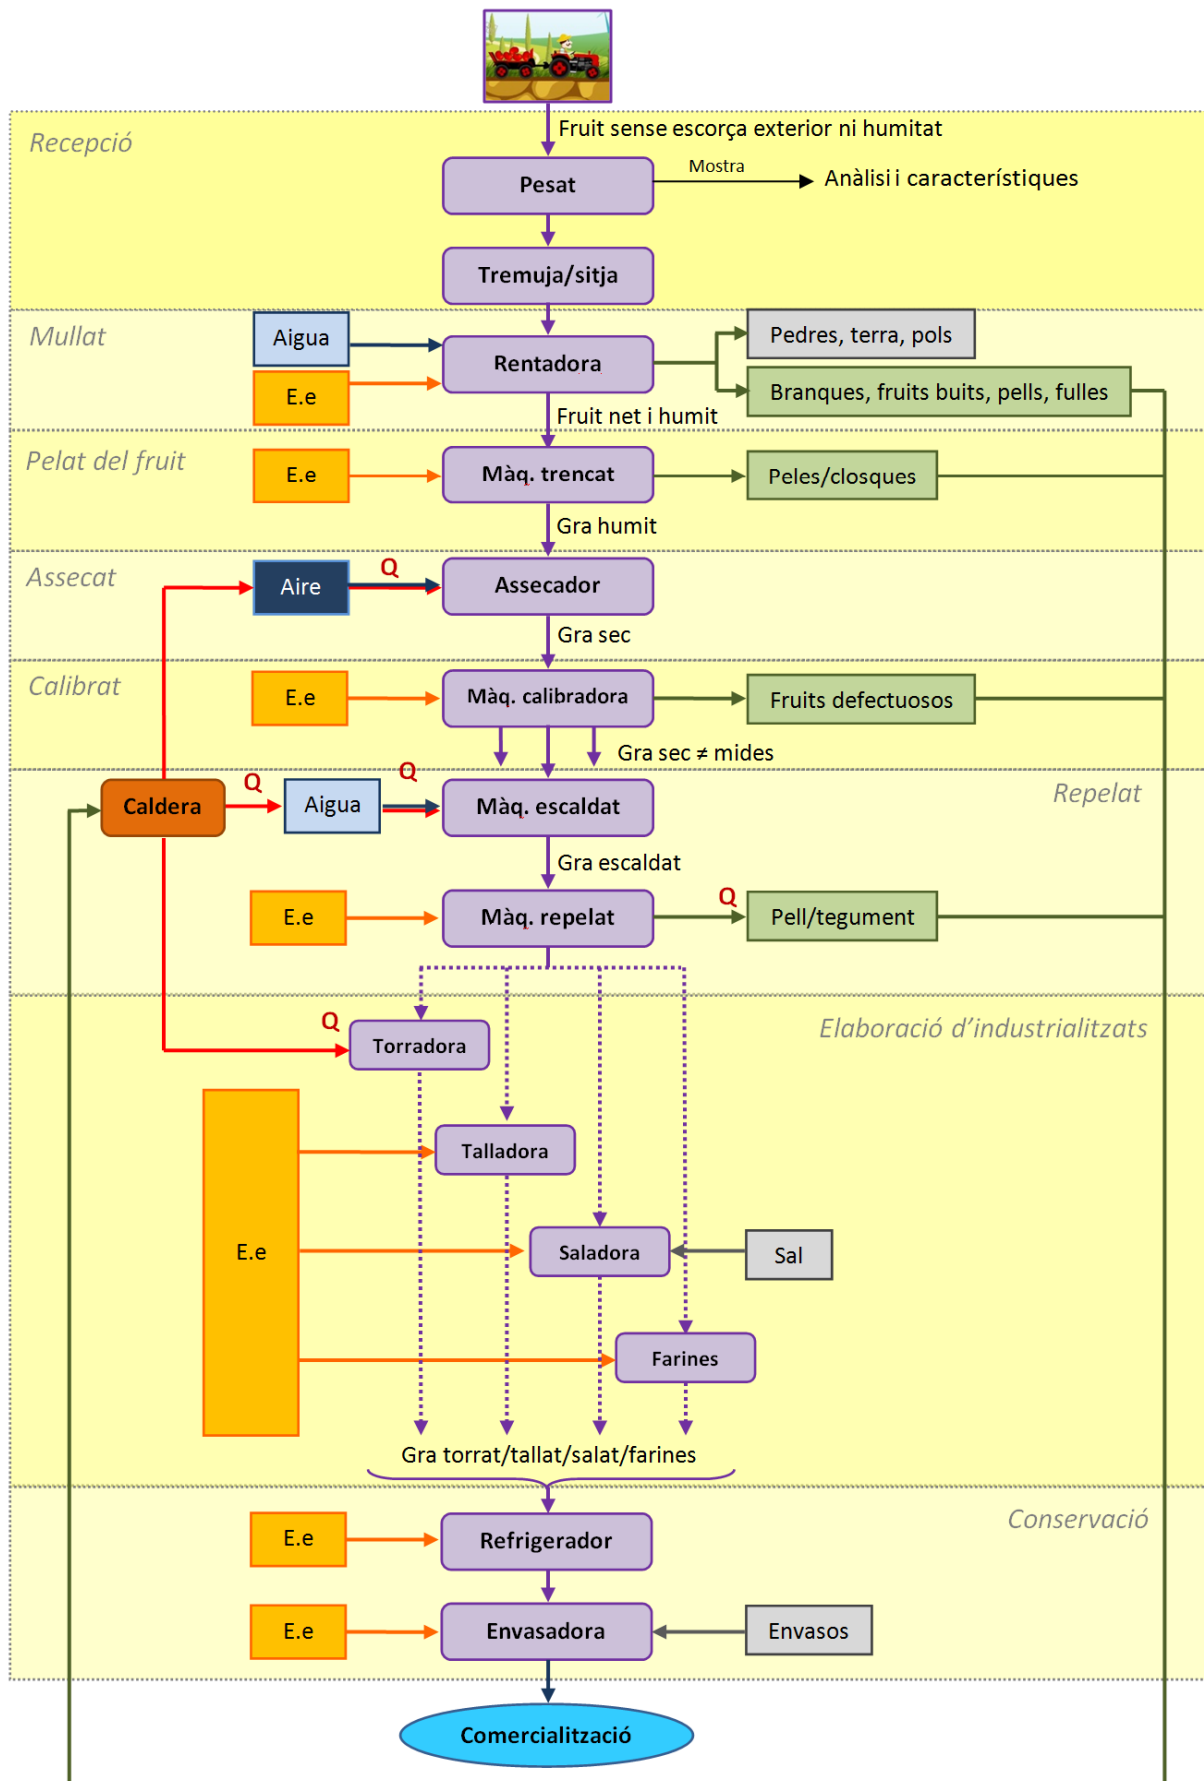 Fruit sense escorça exterior ni humitat
Recepció
Pesat
Mostra
Anàlisi i característiques
Tremuja/sitja
Mullat
Aigua
E.e
Rentadora
Pedres, terra, pols
Branques, fruits buits, pells, fulles
Fruit net i humit
Pelat del fruit
E.e
Màq. trencat
Peles/closques
Gra humit
Assecat
Aire
Q
Assecador
Gra sec
Calibrat
E.e
Màq. calibradora
Fruits defectuosos
Gra sec ≠ mides
Repelat
Caldera
Q
Aigua
Q
Màq. escaldat
Gra escaldat
E.e
Màq. repelat
Q
Pell/tegument
Elaboració d’industrialitzats
Q
Torradora
Talladora
E.e
Saladora
Sal
Farines
Gra torrat/tallat/salat/farines
Conservació
E.e
Refrigerador
E.e
Envasadora
Envasos
Comercialització